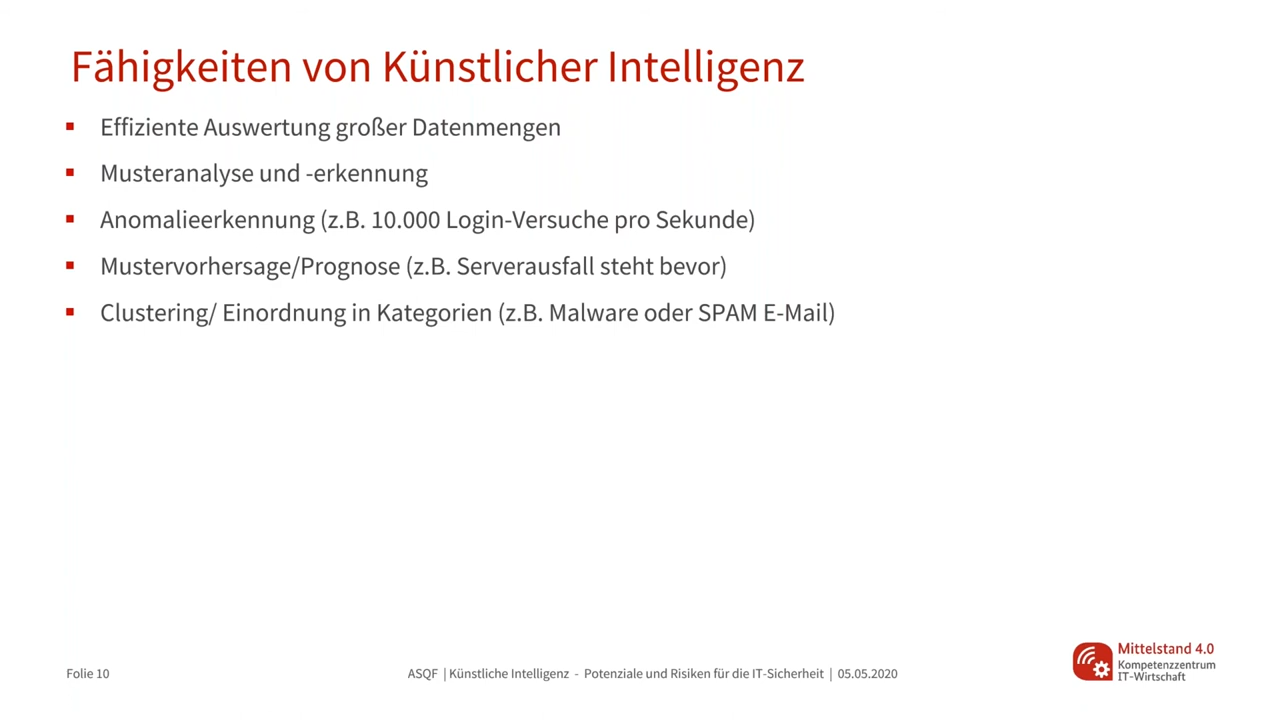 Fähigkeiten von Künstlicher Intelligenz
Effiziente Auswertung großer Datenmengen
Musteranalyse und -erkennung
Anomalieerkennung (z.B. 10.000 Login-Versuche pro Sekunde)
Mustervorhersage/Prognose (z.B. Serverausfall steht bevor)
Clustering/ Einordnung in Kategorien (z.B. Malware oder SPAM E-Mail)
Folie 10
ASQF | Künstliche Intelligenz - Potenziale und Risiken für die IT-Sicherheit | 05.05.2020
Mittelstand 4.0
Kompetenzzentrum
IT-Wirtschaft